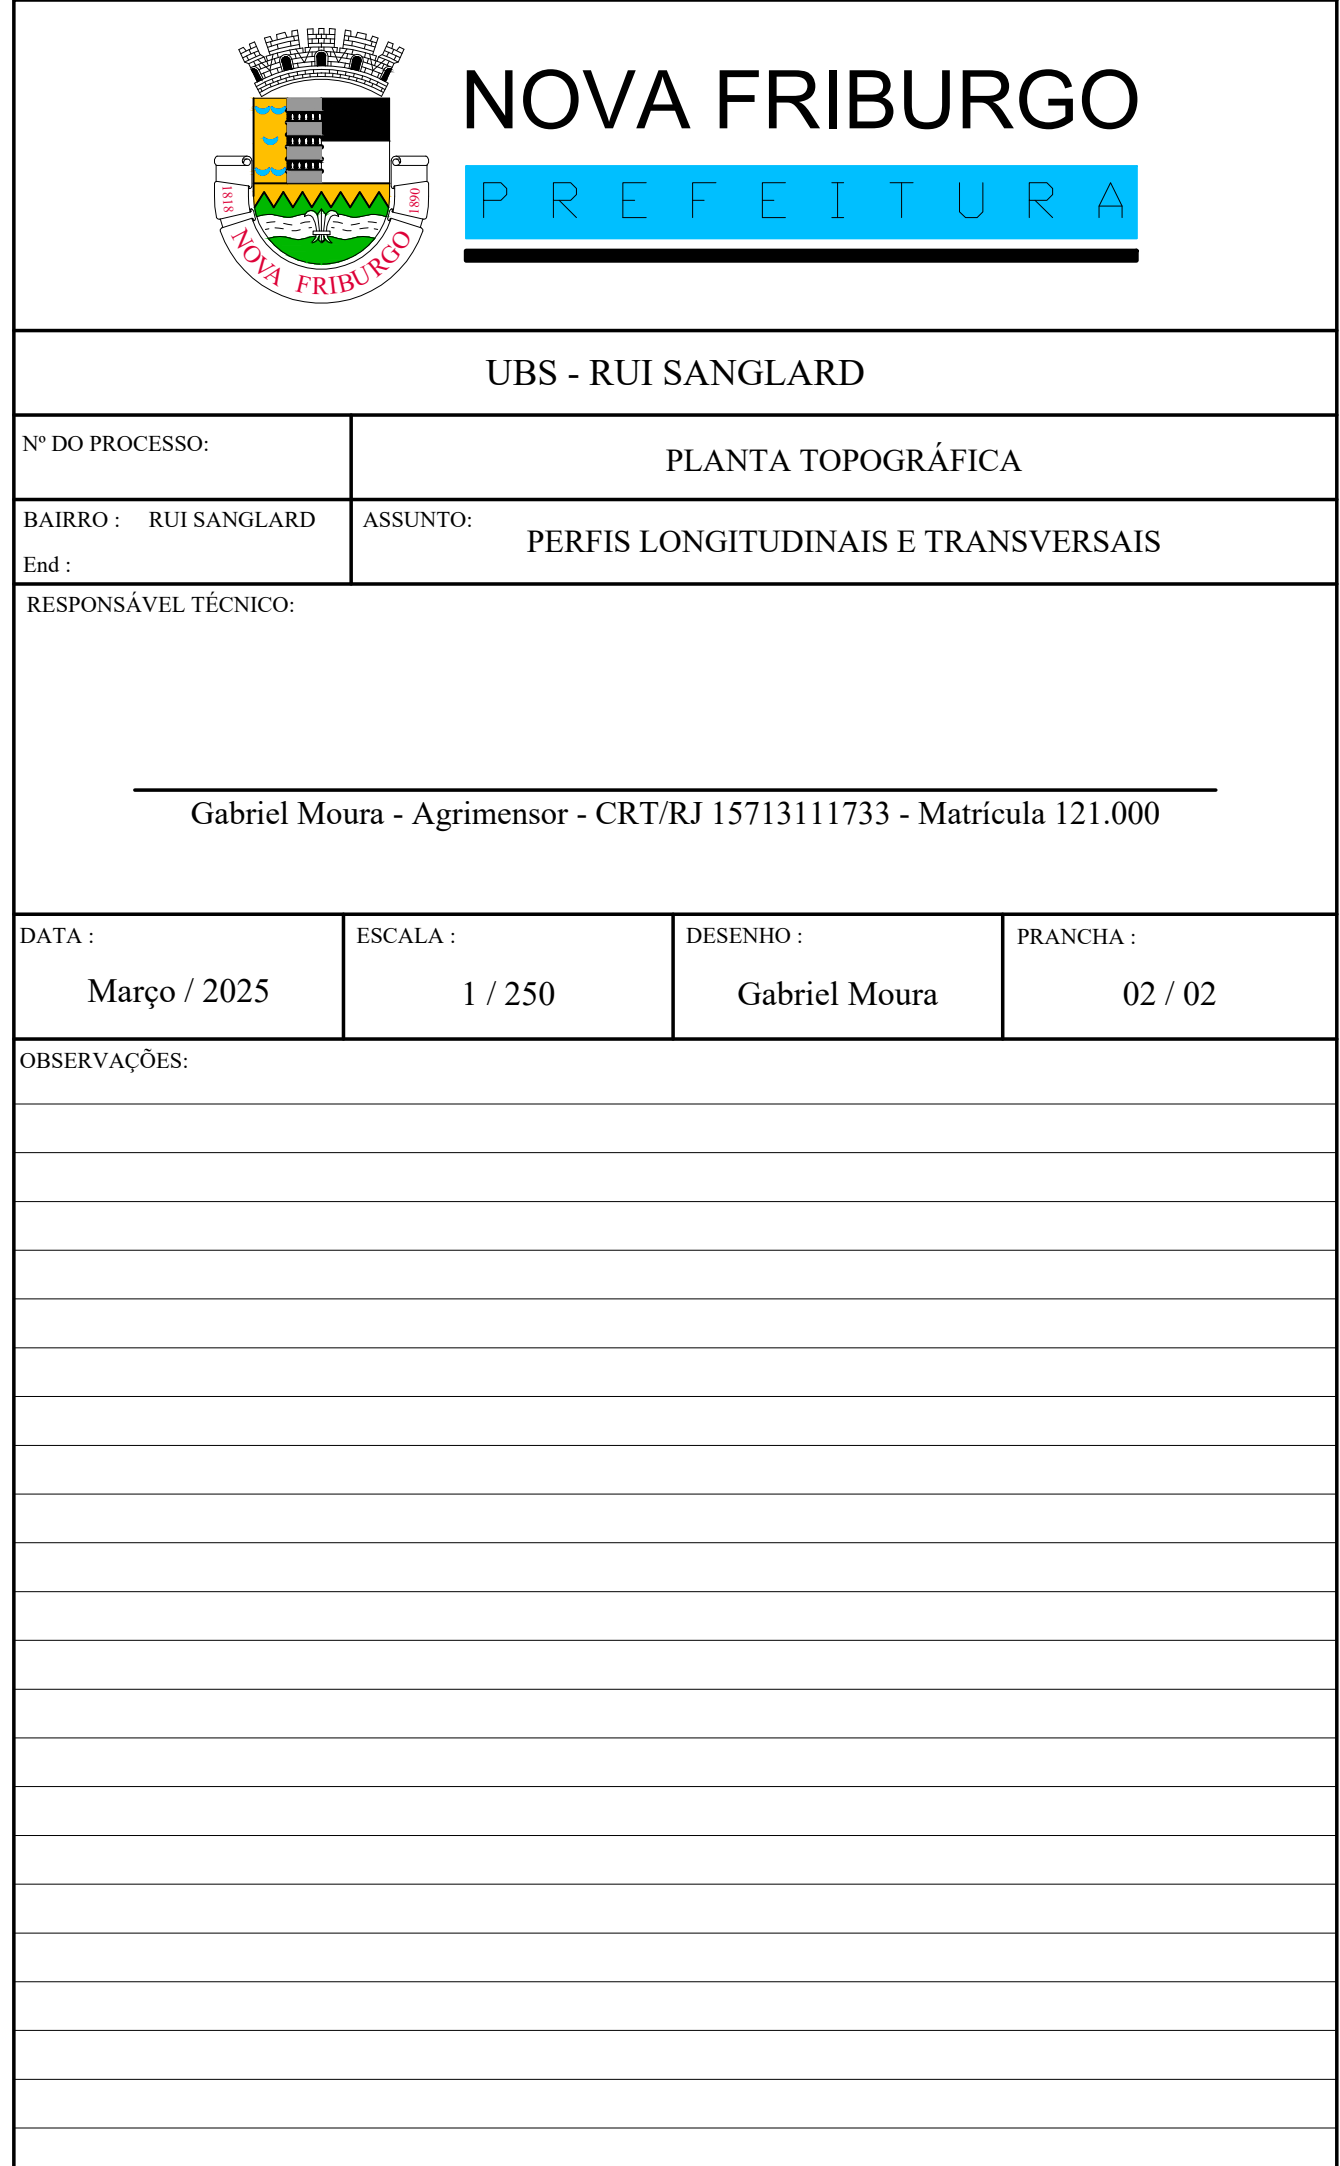 NOVA FRIBURGO
PREFEITURA
1818
1890
NOVA FRIBURGO
UBS - RUI SANGLARD
Nº DO PROCESSO:
PLANTA TOPOGRÁFICA
BAIRRO : RUI SANGLARD
End :
ASSUNTO:
PERFIS LONGITUDINAIS E TRANSVERSAIS
RESPONSÁVEL TÉCNICO:
Gabriel Moura - Agrimensor - CRT/RJ 15713111733 - Matrícula 121.000
DATA :
Março / 2025
ESCALA :
1 / 250
DESENHO :
Gabriel Moura
PRANCHA :
02 / 02
OBSERVAÇÕES: